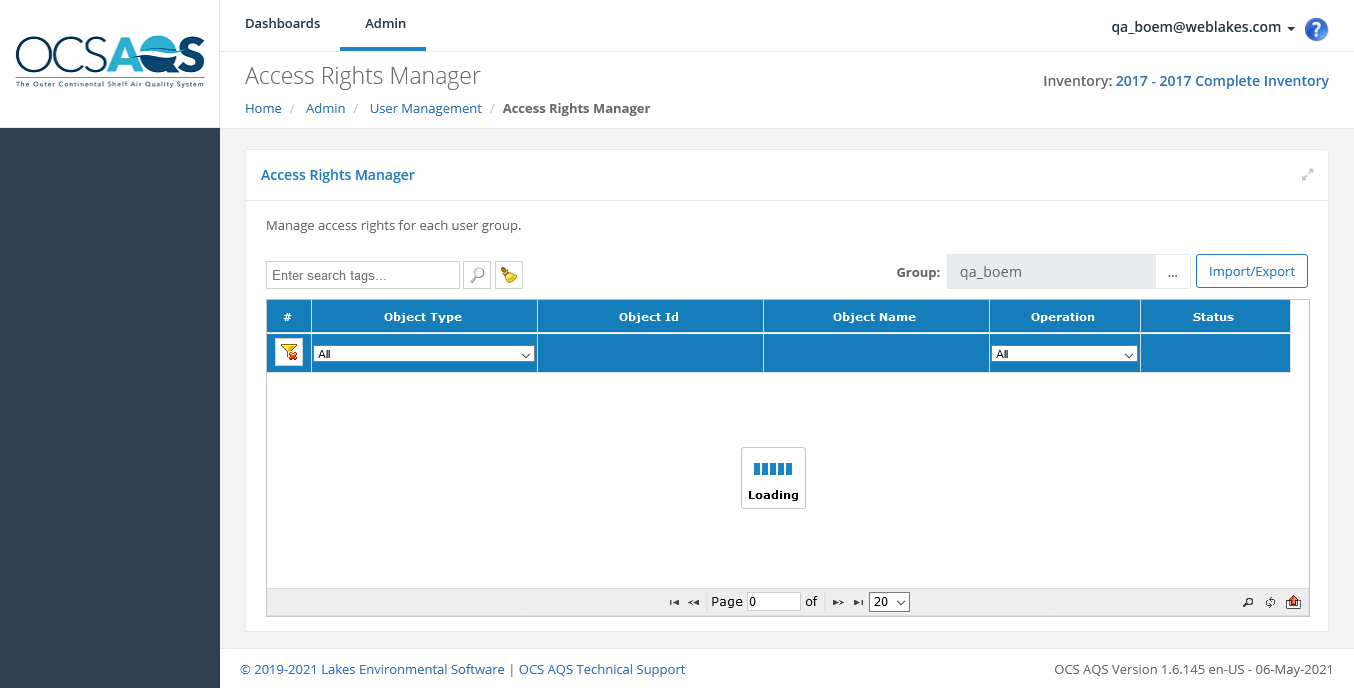 OCSAQS
The Outer Continental Shelf Air Quality System
Dashboards Admin
qa_boem@weblakes.com ?
Access Rights Manager
Inventory: 2017 - 2017 Complete Inventory
Home / Admin / User Management / Access Rights Manager
Access Rights Manager
Manage access rights for each user group.
Enter search tags...
Group: qa_boem ... Import/Export
# Object Type Object Id Object Name Operation Status
All All
Loading
Page 0 of 20
© 2019-2021 Lakes Environmental Software | OCS AQS Technical Support
OCS AQS Version 1.6.145 en-US - 06-May-2021